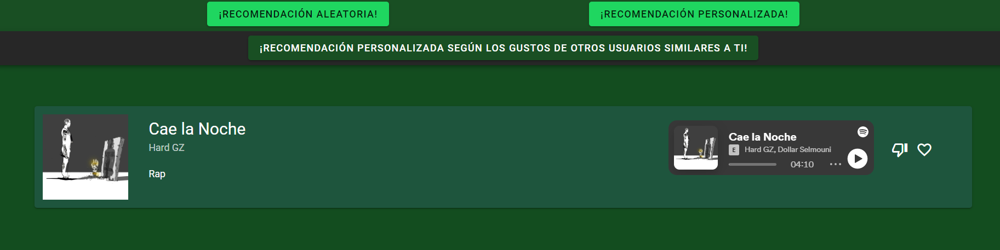 ¡RECOMENDACIÓN ALEATORIA!
¡RECOMENDACIÓN PERSONALIZADA!
¡RECOMENDACIÓN PERSONALIZADA SEGÚN LOS GUSTOS DE OTROS USUARIOS SIMILARES A TI!
Cae la Noche
Hard GZ
Rap
Cae la Noche
E Hard GZ, Dollar Selmouni
04:10